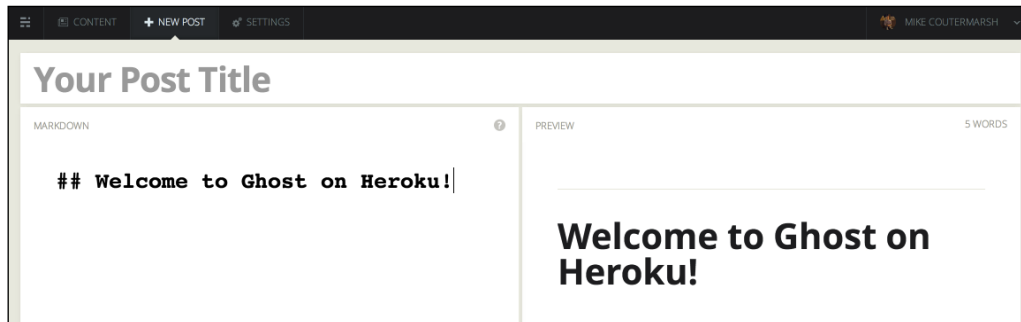 CONTENT NEW POST SETTINGS MIKE COUTERMARSH
Your Post Title
MARKDOWN
## Welcome to Ghost on Heroku!
PREVIEW 5 WORDS
Welcome to Ghost on
Heroku!